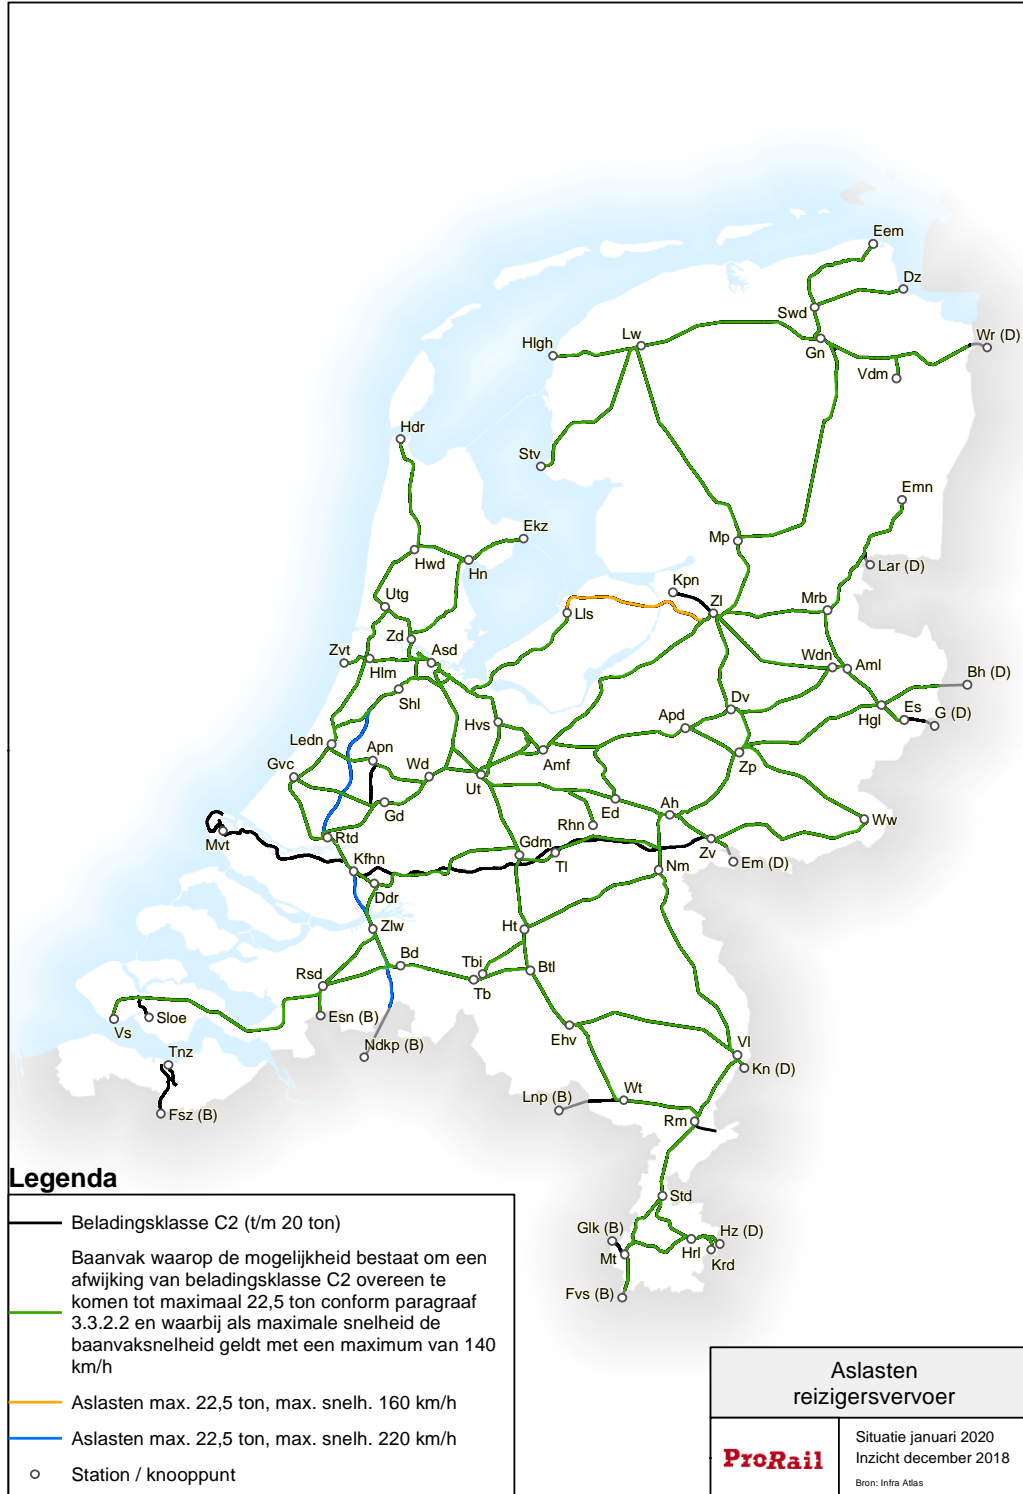 Eem
Dz
Swd
Lw
Gn
Wr (D)
Hlgh
Vdm
Hdr
Stv
Emn
Ekz
Mp
Hwd
Hn
Lar (D)
Kpn
Zl
Mrb
Utg
Lls
Zd
Zvt
Asd
Hlm
Wdn
Aml
Bh (D)
Shl
Dv
Es
G (D)
Hgl
Hvs
Apd
Ledn
Apn
Amf
Zp
Gvc
Wd
Ut
Gd
Ed
Ah
Rhn
Ww
Mvt
Rtd
Gdm
Tl
Zv
Em (D)
Kfhn
Nm
Ddr
Zlw
Ht
Bd
Tbi
Btl
Rsd
Tb
Esn (B)
Vs
Sloe
Ehv
Ndkp (B)
Vl
Tnz
Kn (D)
Lnp (B)
Wt
Fsz (B)
Rm
Std
Glk (B)
Hz (D)
Mt
Hrl
Krd
Fvs (B)
Legenda
Beladingsklasse C2 (t/m 20 ton)
Baanvak waarop de mogelijkheid bestaat om een
afwijking van beladingsklasse C2 overeen te
komen tot maximaal 22,5 ton conform paragraaf
3.3.2.2 en waarbij als maximale snelheid de
baanvaksnelheid geldt met een maximum van 140
km/h
Aslasten max. 22,5 ton, max. snelh. 160 km/h
Aslasten max. 22,5 ton, max. snelh. 220 km/h
Station / knooppunt
Aslasten
reizigersvervoer
ProRail
Situatie januari 2020
Inzicht december 2018
Bron: Infra Atlas